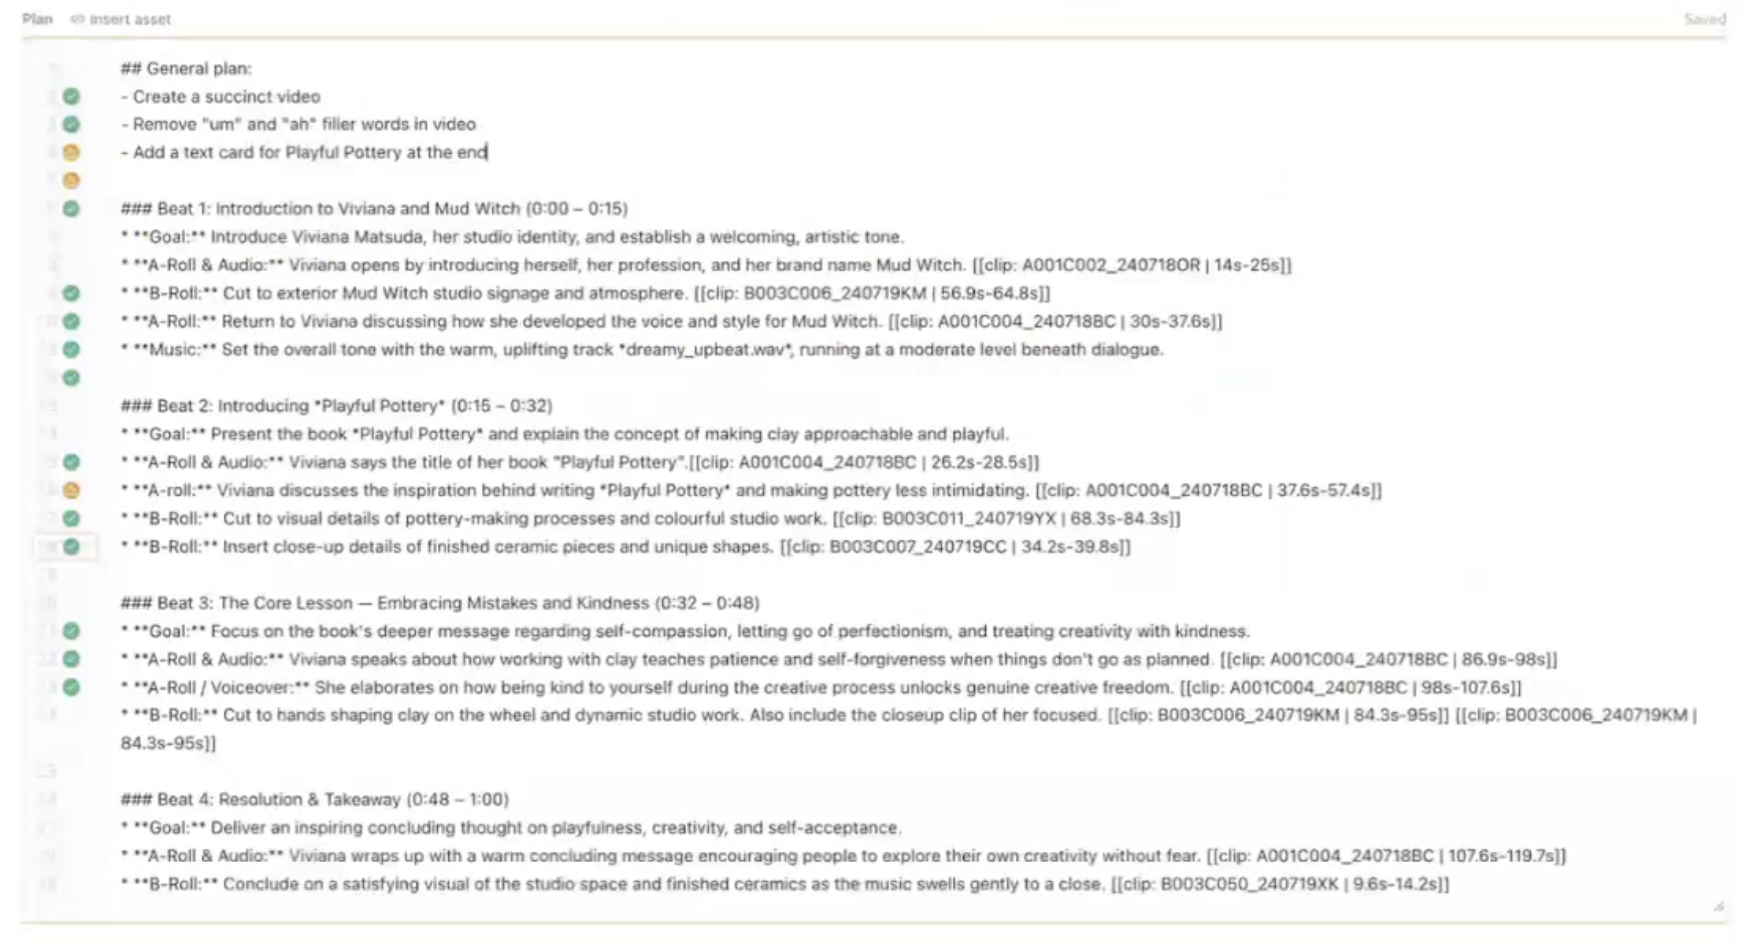 Plan Insert asset Saved
## General plan:
- Create a succinct video
- Remove "um" and "ah" filler words in video
- Add a text card for Playful Pottery at the end
### Beat 1: Introduction to Viviana and Mud Witch (0:00 – 0:15)
* **Goal:** Introduce Viviana Matsuda, her studio identity, and establish a welcoming, artistic tone.
* **A-Roll & Audio:** Viviana opens by introducing herself, her profession, and her brand name Mud Witch. [[clip: A001C002_240718OR | 14s-25s]]
* **B-Roll:** Cut to exterior Mud Witch studio signage and atmosphere. [[clip: B003C006_240719KM | 56.9s-64.8s]]
* **A-Roll:** Return to Viviana discussing how she developed the voice and style for Mud Witch. [[clip: A001C004_240718BC | 30s-37.6s]]
* **Music:** Set the overall tone with the warm, uplifting track *dreamy_upbeat.wav*, running at a moderate level beneath dialogue.
### Beat 2: Introducing *Playful Pottery* (0:15 – 0:32)
* **Goal:** Present the book *Playful Pottery* and explain the concept of making clay approachable and playful.
* **A-Roll & Audio:** Viviana says the title of her book "Playful Pottery".[[clip: A001C004_240718BC | 26.2s-28.5s]]
* **A-roll:** Viviana discusses the inspiration behind writing *Playful Pottery* and making pottery less intimidating. [[clip: A001C004_240718BC | 37.6s-57.4s]]
* **B-Roll:** Cut to visual details of pottery-making processes and colourful studio work. [[clip: B003C011_240719YX | 68.3s-84.3s]]
* **B-Roll:** Insert close-up details of finished ceramic pieces and unique shapes. [[clip: B003C007_240719CC | 34.2s-39.8s]]
### Beat 3: The Core Lesson — Embracing Mistakes and Kindness (0:32 – 0:48)
* **Goal:** Focus on the book's deeper message regarding self-compassion, letting go of perfectionism, and treating creativity with kindness.
* **A-Roll & Audio:** Viviana speaks about how working with clay teaches patience and self-forgiveness when things don't go as planned. [[clip: A001C004_240718BC | 86.9s-98s]]
* **A-Roll / Voiceover:** She elaborates on how being kind to yourself during the creative process unlocks genuine creative freedom. [[clip: A001C004_240718BC | 98s-107.6s]]
* **B-Roll:** Cut to hands shaping clay on the wheel and dynamic studio work. Also include the closeup clip of her focused. [[clip: B003C006_240719KM | 84.3s-95s]] [[clip: B003C006_240719KM |
84.3s-95s]]
### Beat 4: Resolution & Takeaway (0:48 – 1:00)
* **Goal:** Deliver an inspiring concluding thought on playfulness, creativity, and self-acceptance.
* **A-Roll & Audio:** Viviana wraps up with a warm concluding message encouraging people to explore their own creativity without fear. [[clip: A001C004_240718BC | 107.6s-119.7s]]
* **B-Roll:** Conclude on a satisfying visual of the studio space and finished ceramics as the music swells gently to a close. [[clip: B003C050_240719XK | 9.6s-14.2s]]